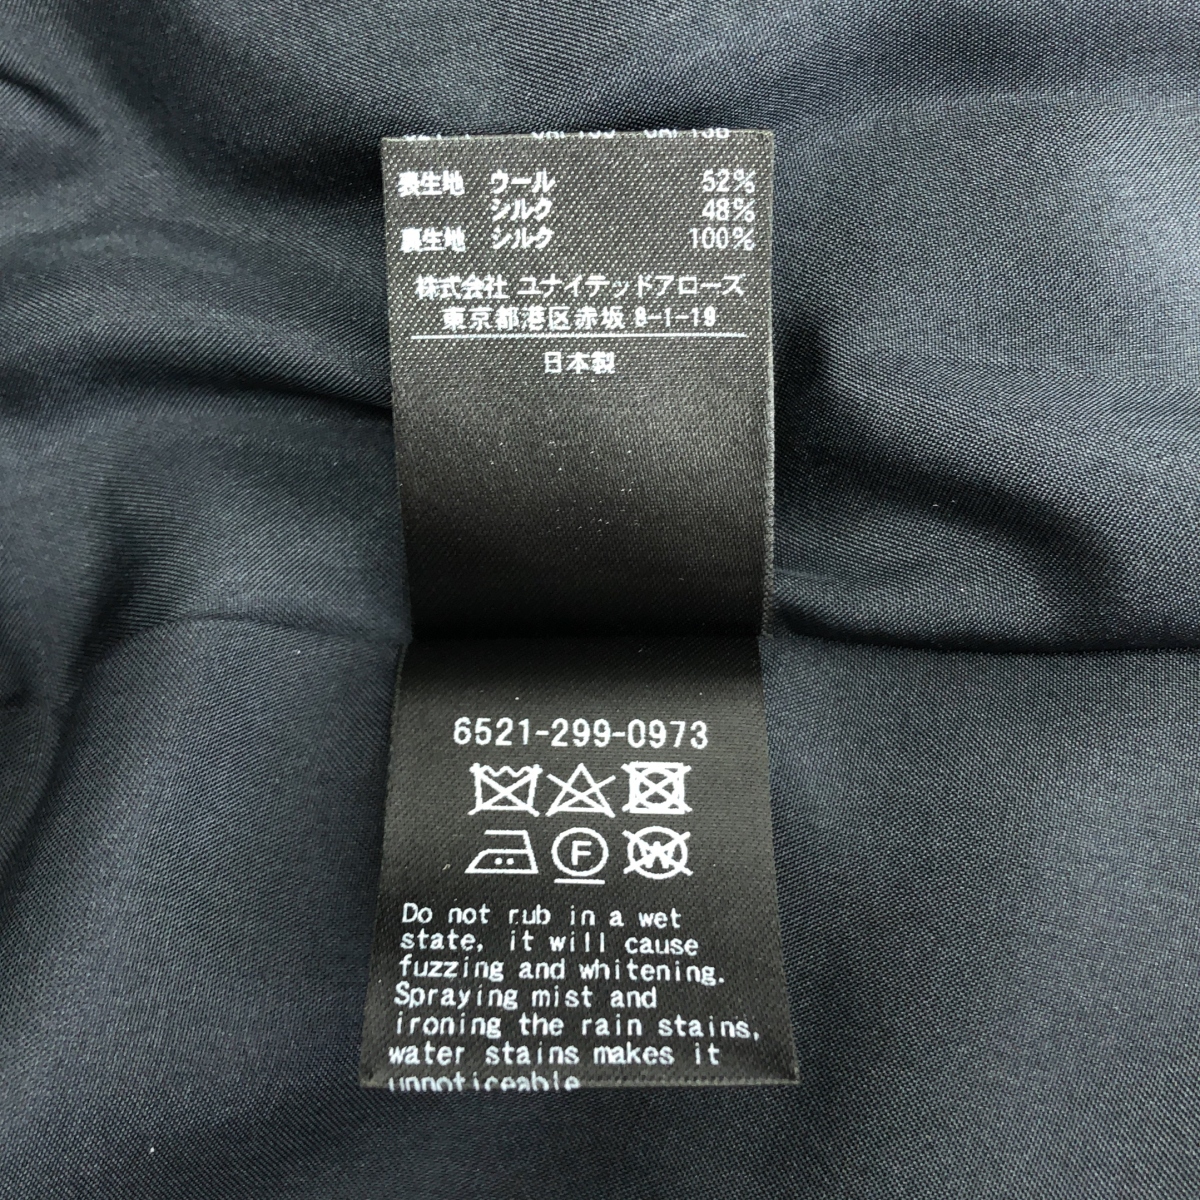 表生地 ウール 52%
シルク 48%
裏生地 シルク 100%
株式会社 ユナイテッドアローズ
東京都港区赤坂 8-1-19
日本製
6521-299-0973
F W
Do not rub in a wet
state, it will cause
fuzzing and whitening.
Spraying mist and
ironing the rain stains,
water stains makes it
unnoticeable